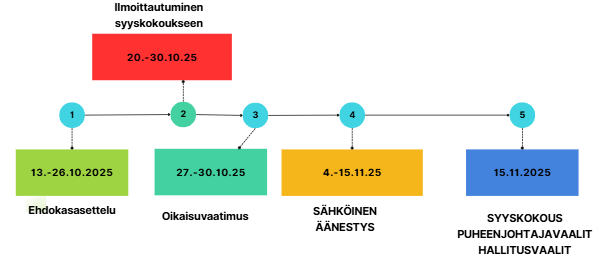 Ilmoittautuminen
syyskokoukseen
20.-30.10.25
1
2
3
4
5
13.-26.10.2025
27.-30.10.25
4.-15.11.25
15.11.2025
Ehdokasasettelu
Oikaisuvaatimus
SÄHKÖINEN
ÄÄNESTYS
SYYSKOKOUS
PUHEENJOHTAJAVAALIT
HALLITUSVAALIT